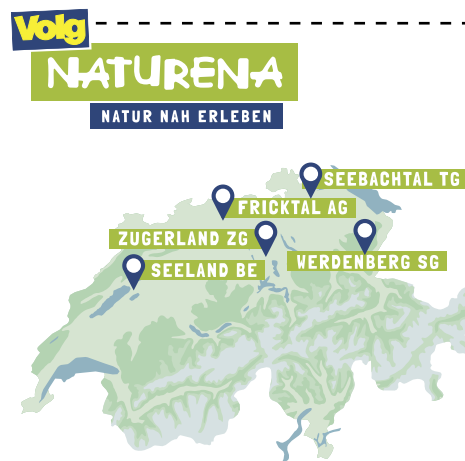 Volg
NATURENA
NATUR NAH ERLEBEN
SEEBACHTAL TG
FRICKTAL AG
ZUGERLAND ZG
WERDENBERG SG
SEELAND BE